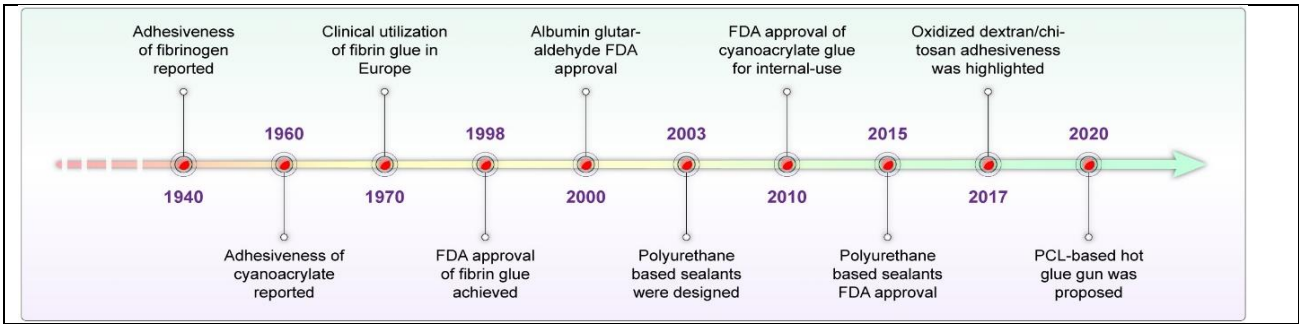 Adhesiveness
of fibrinogen
reported
1940
1960
Adhesiveness of
cyanoacrylate
reported
Clinical utilization
of fibrin glue in
Europe
1970
1998
FDA approval
of fibrin glue
achieved
Albumin glutar-
aldehyde FDA
approval
2000
2003
Polyurethane
based sealants
were designed
FDA approval of
cyanoacrylate glue
for internal-use
2010
2015
Polyurethane
based sealants
FDA approval
Oxidized dextran/chi-
tosan adhesiveness
was highlighted
2017
2020
PCL-based hot
glue gun was
proposed